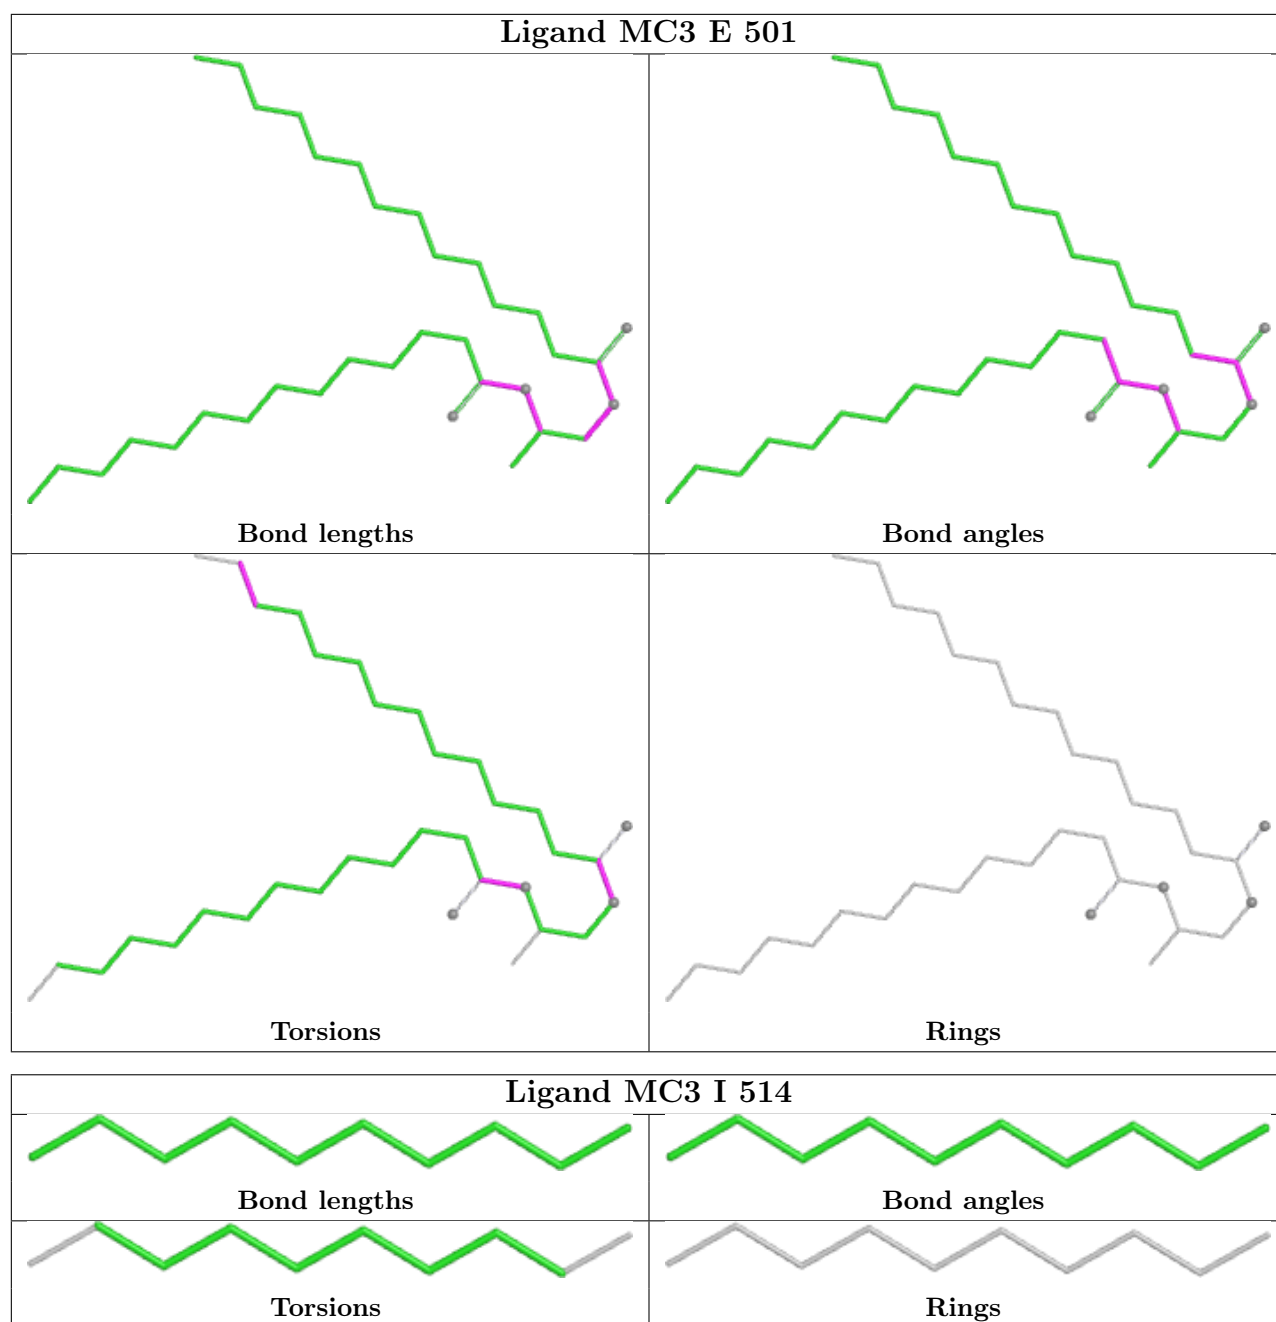 Ligand MC3 E 501
Bond lengths
Bond angles
Torsions
Rings
Ligand MC3 I 514
Bond lengths
Bond angles
Torsions
Rings